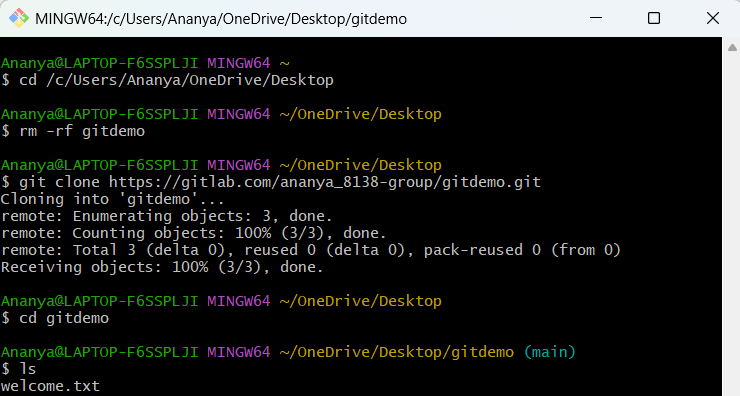 MINGW64:/c/Users/Ananya/OneDrive/Desktop/gitdemo
Ananya@LAPTOP-F6SSPLJI MINGW64 ~
$ cd /c/Users/Ananya/OneDrive/Desktop
Ananya@LAPTOP-F6SSPLJI MINGW64 ~/OneDrive/Desktop
$ rm -rf gitdemo
Ananya@LAPTOP-F6SSPLJI MINGW64 ~/OneDrive/Desktop
$ git clone https://gitlab.com/ananya_8138-group/gitdemo.git
Cloning into 'gitdemo'...
remote: Enumerating objects: 3, done.
remote: Counting objects: 100% (3/3), done.
remote: Total 3 (delta 0), reused 0 (delta 0), pack-reused 0 (from 0)
Receiving objects: 100% (3/3), done.
Ananya@LAPTOP-F6SSPLJI MINGW64 ~/OneDrive/Desktop
$ cd gitdemo
Ananya@LAPTOP-F6SSPLJI MINGW64 ~/OneDrive/Desktop/gitdemo (main)
$ ls
welcome.txt